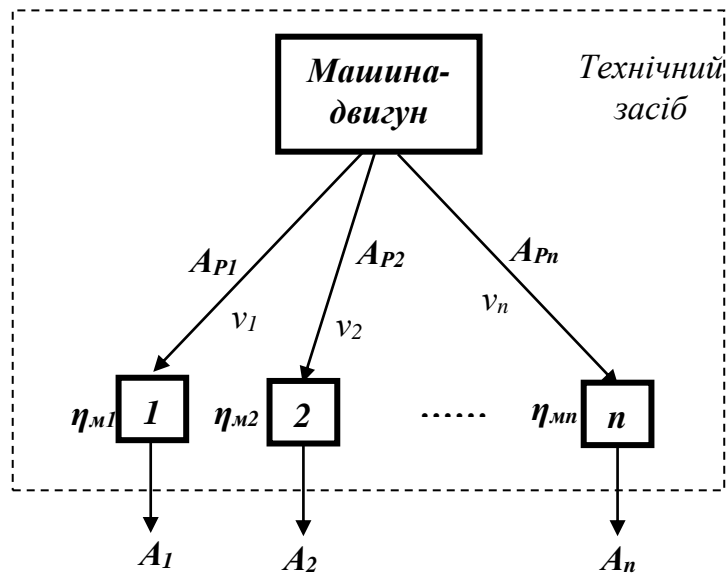 Машина-
двигун
Технічний
засіб
A_P1
A_P2
A_Pn
v_1
v_2
v_n
η_м1
1
η_м2
2
......
η_мn
n
A_1
A_2
A_n